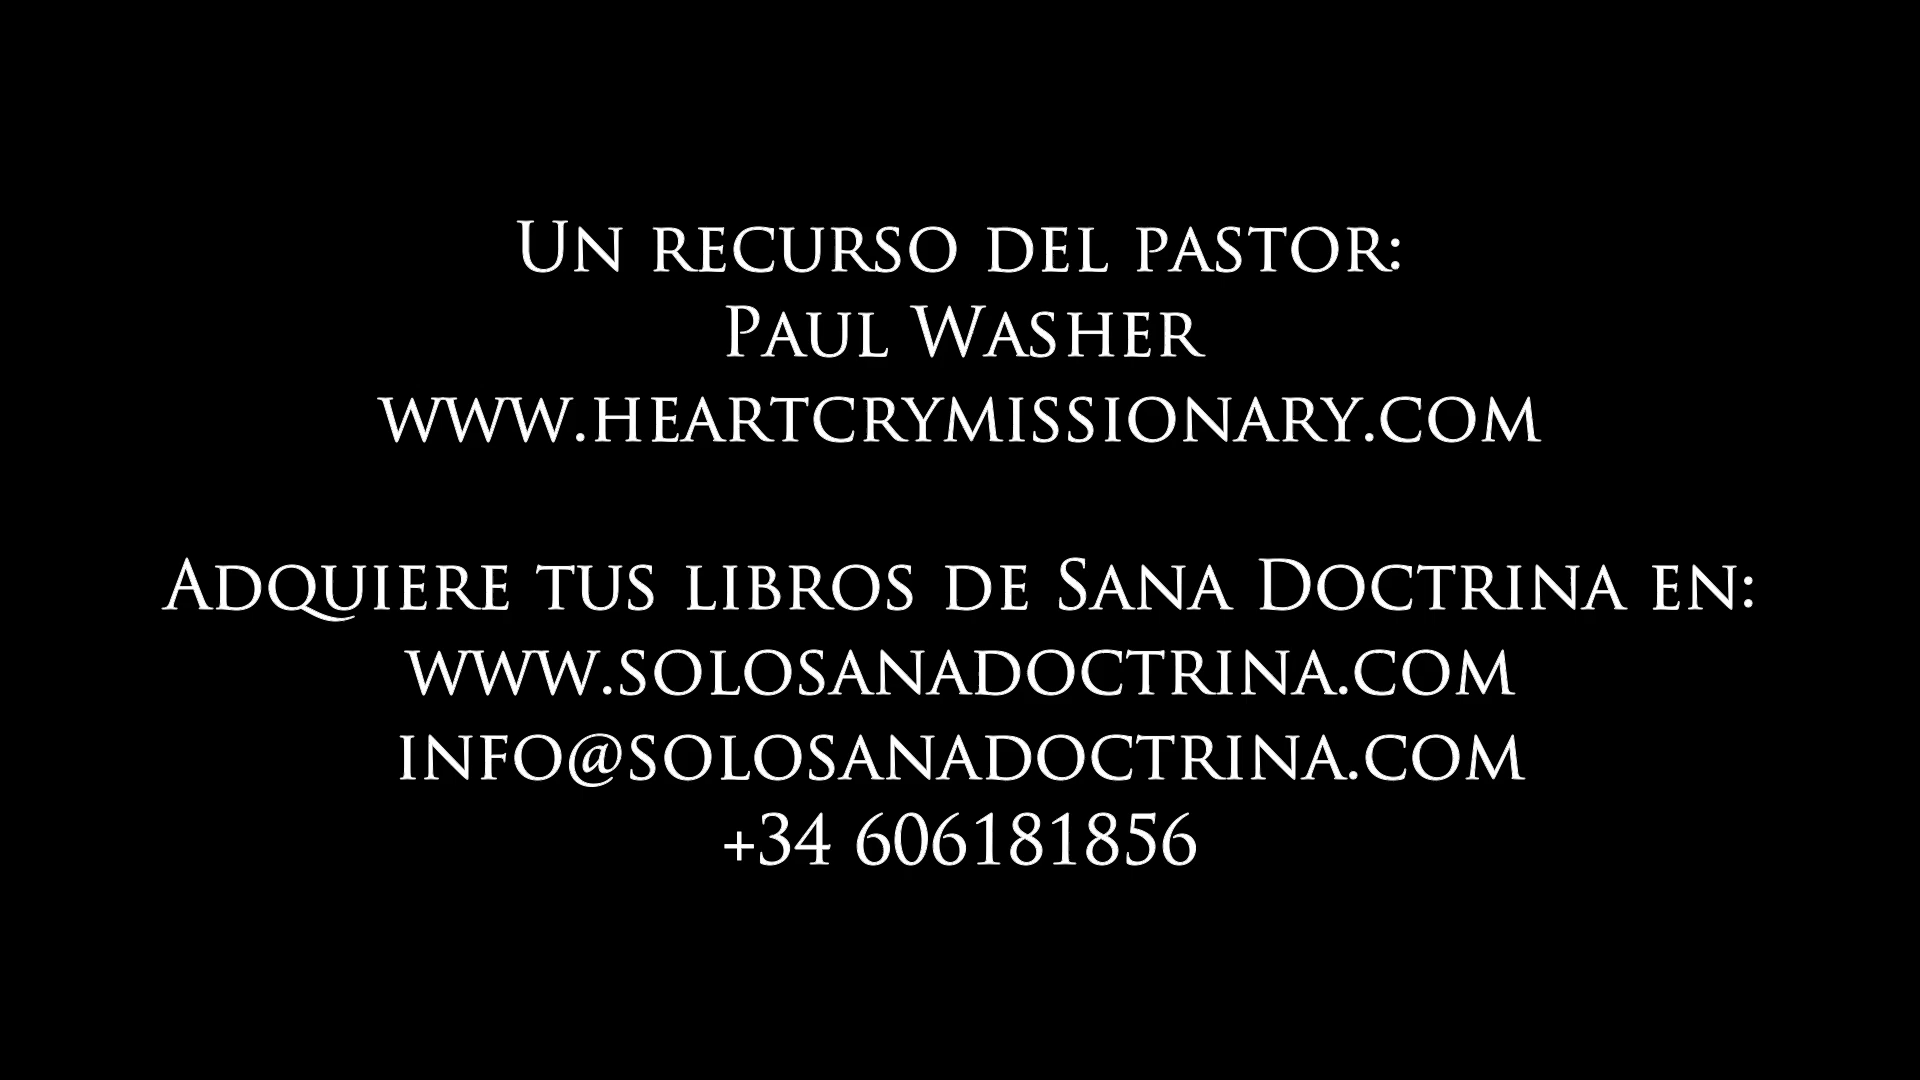 Un recurso del pastor:
Paul Washer
www.heartcrymissionary.com
Adquiere tus libros de Sana Doctrina en:
www.solosanadoctrina.com
info@solosanadoctrina.com
+34 606181856